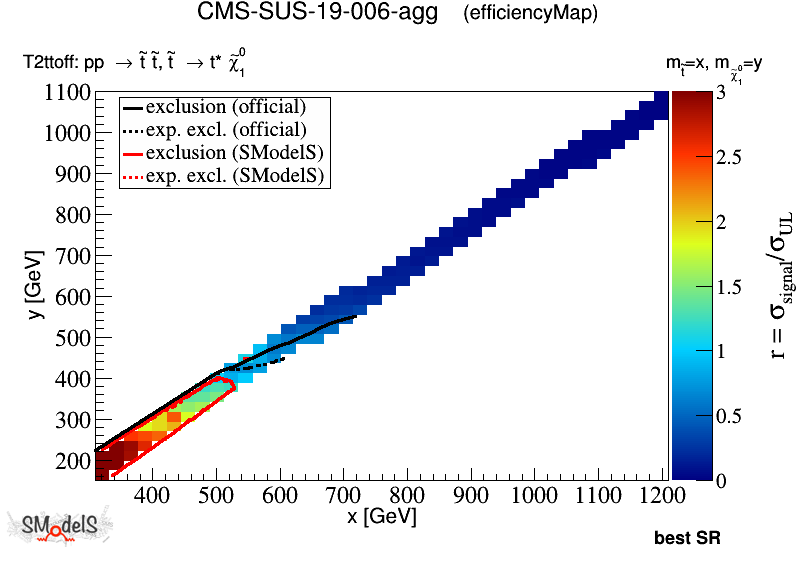 CMS-SUS-19-006-agg (efficiencyMap)
T2ttoff: pp → t̃ t̃, t̃ → t* χ̃₁⁰
m_t̃=x, m_χ̃₁⁰=y
exclusion (official)
exp. excl. (official)
exclusion (SModelS)
exp. excl. (SModelS)
1100
1000
900
800
700
600
500
400
300
200
y [GeV]
400 500 600 700 800 900 1000 1100 1200
x [GeV]
3
2.5
2
1.5
1
0.5
0
r = σ_signal/σ_UL
SModelS
best SR